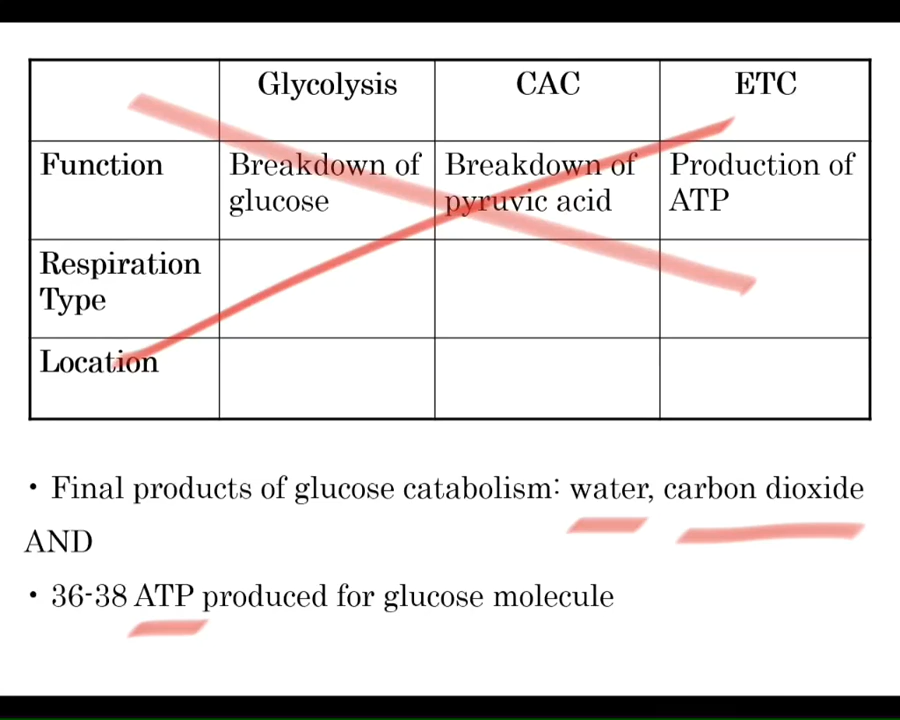 Glycolysis CAC ETC
Function Breakdown of Breakdown of Production of
glucose pyruvic acid ATP
Respiration
Type
Location
· Final products of glucose catabolism: water, carbon dioxide
AND
· 36-38 ATP produced for glucose molecule